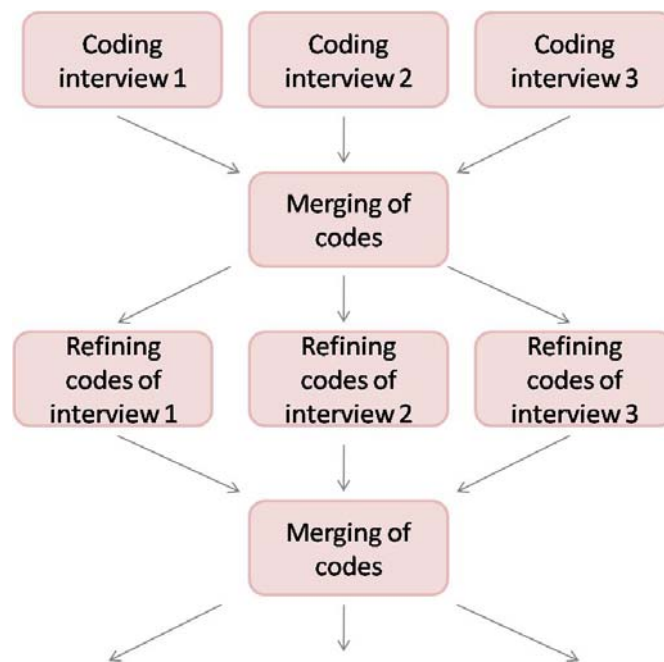 Coding
interview 1
Coding
interview 2
Coding
interview 3
Merging of
codes
Refining
codes of
interview 1
Refining
codes of
interview 2
Refining
codes of
interview 3
Merging of
codes